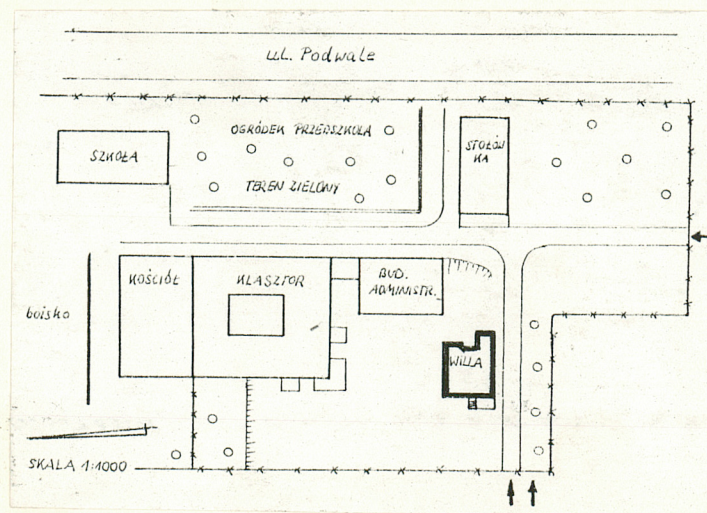 ul. Podwale
OGRÓDEK PRZEDSZKOLA
TEREN ZIELONY
SZKOŁA
STOŁÓW
KA
KOŚCIÓŁ
KLASZTOR
BUD.
ADMINISTR.
boisko
WILLA
SKALA 1:1000